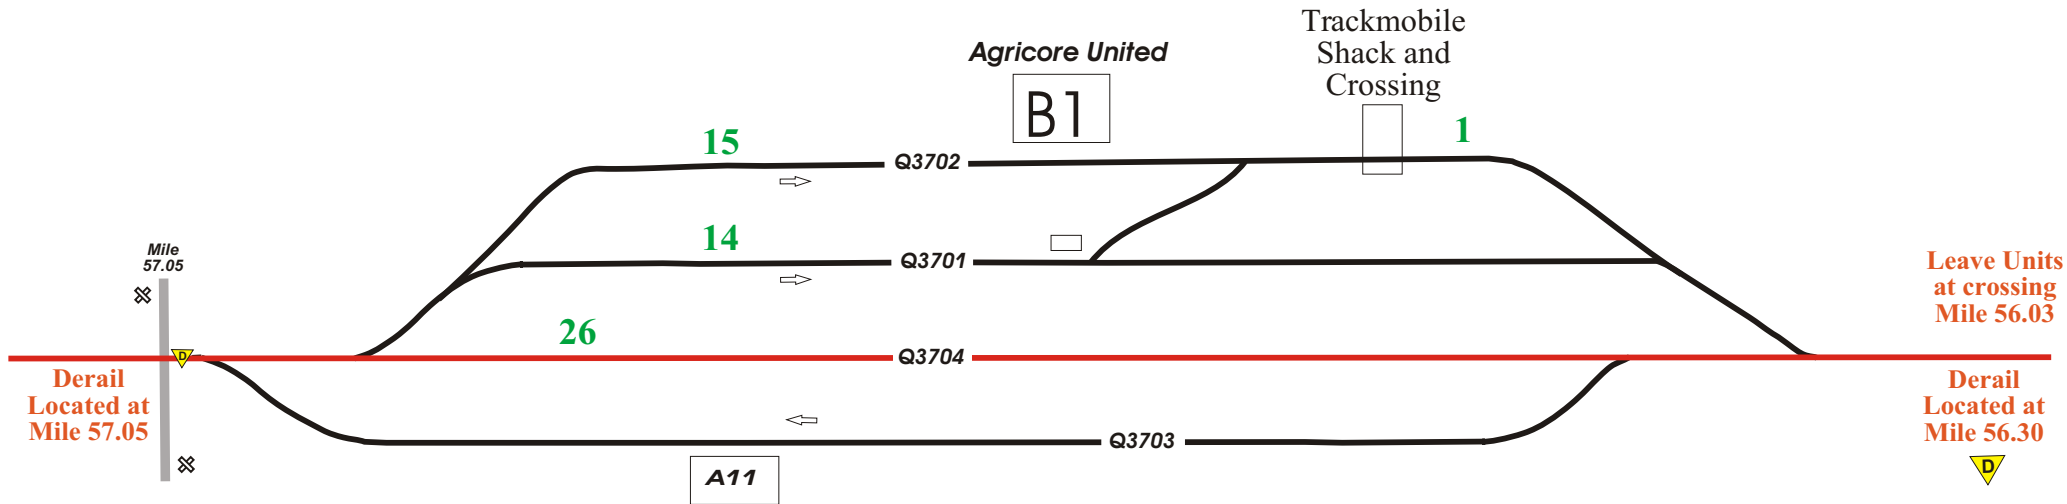 Trackmobile
Shack and
Crossing
Agricore United
B1
15
1
Q3702
14
Q3701
Mile
57.05
26
Q3704
D
Leave Units
at crossing
Mile 56.03
Derail
Located at
Mile 57.05
Derail
Located at
Mile 56.30
D
Q3703
A11